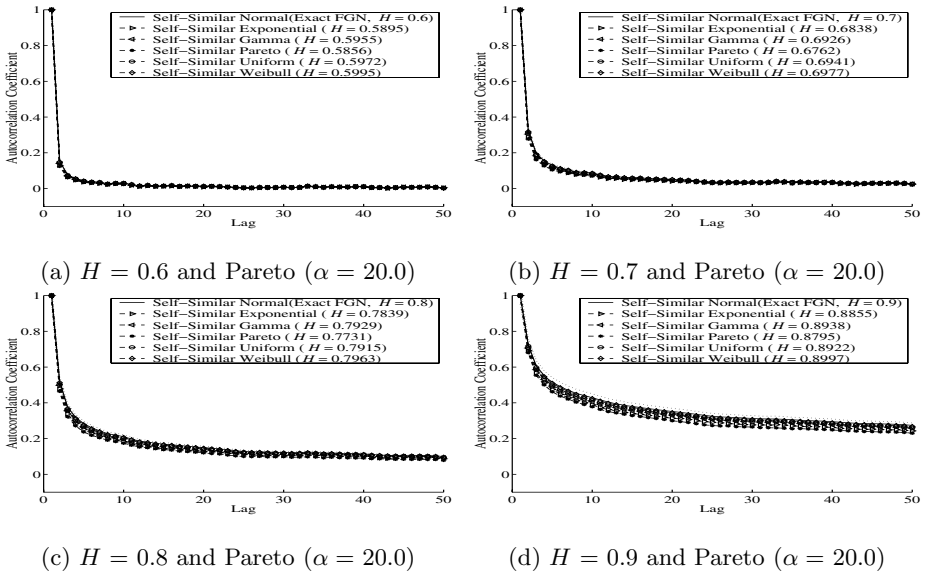 Self−Similar Normal(Exact FGN, H = 0.6)
Self−Similar Exponential ( H = 0.5895)
Self−Similar Gamma ( H = 0.5955)
Self−Similar Pareto ( H = 0.5856)
Self−Similar Uniform ( H = 0.5972)
Self−Similar Weibull ( H = 0.5995)
Autocorrelation Coefficient
1
0.8
0.6
0.4
0.2
0
0 10 20 30 40 50
Lag
(a) H = 0.6 and Pareto (α = 20.0)
Self−Similar Normal(Exact FGN, H = 0.7)
Self−Similar Exponential ( H = 0.6838)
Self−Similar Gamma ( H = 0.6926)
Self−Similar Pareto ( H = 0.6762)
Self−Similar Uniform ( H = 0.6941)
Self−Similar Weibull ( H = 0.6977)
Autocorrelation Coefficient
1
0.8
0.6
0.4
0.2
0
0 10 20 30 40 50
Lag
(b) H = 0.7 and Pareto (α = 20.0)
Self−Similar Normal(Exact FGN, H = 0.8)
Self−Similar Exponential ( H = 0.7839)
Self−Similar Gamma ( H = 0.7929)
Self−Similar Pareto ( H = 0.7731)
Self−Similar Uniform ( H = 0.7915)
Self−Similar Weibull ( H = 0.7963)
Autocorrelation Coefficient
1
0.8
0.6
0.4
0.2
0
0 10 20 30 40 50
Lag
(c) H = 0.8 and Pareto (α = 20.0)
Self−Similar Normal(Exact FGN, H = 0.9)
Self−Similar Exponential ( H = 0.8855)
Self−Similar Gamma ( H = 0.8938)
Self−Similar Pareto ( H = 0.8795)
Self−Similar Uniform ( H = 0.8922)
Self−Similar Weibull ( H = 0.8997)
Autocorrelation Coefficient
1
0.8
0.6
0.4
0.2
0
0 10 20 30 40 50
Lag
(d) H = 0.9 and Pareto (α = 20.0)